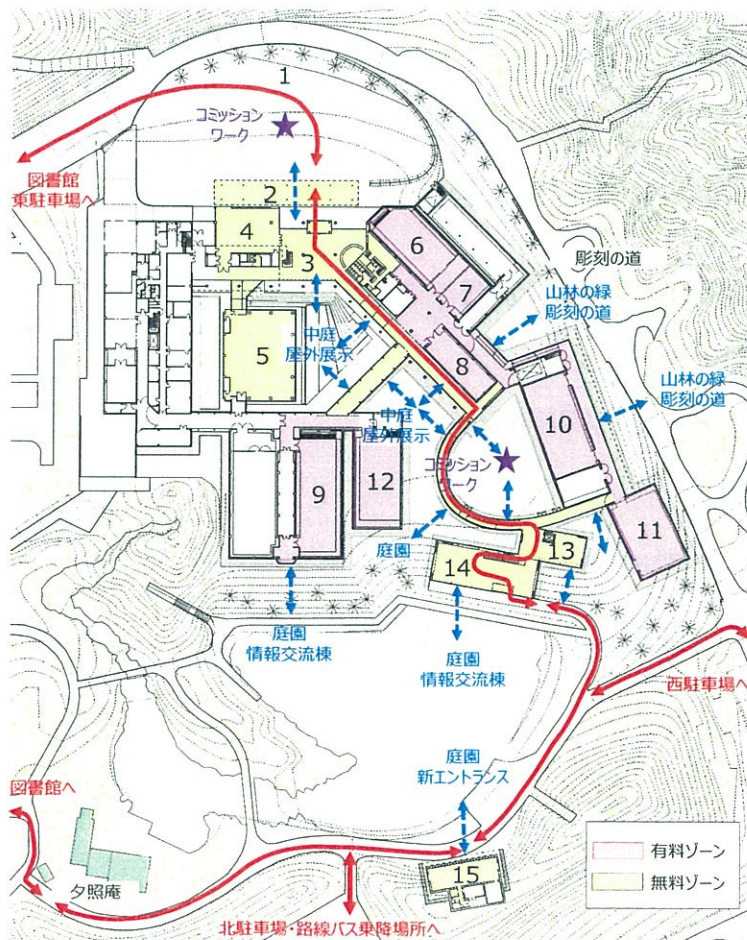 1
コミッション
ワーク
図書館
東駐車場へ
2
4
3
6
7
彫刻の道
山林の緑
彫刻の道
中庭
屋外展示
5
8
山林の緑
彫刻の道
10
中庭
屋外展示
コミッション
ワーク
9
12
11
庭園
13
14
庭園
情報交流棟
庭園
情報交流棟
西駐車場へ
図書館へ
庭園
新エントランス
有料ゾーン
無料ゾーン
夕照庵
15
北駐車場・路線バス乗降場所へ